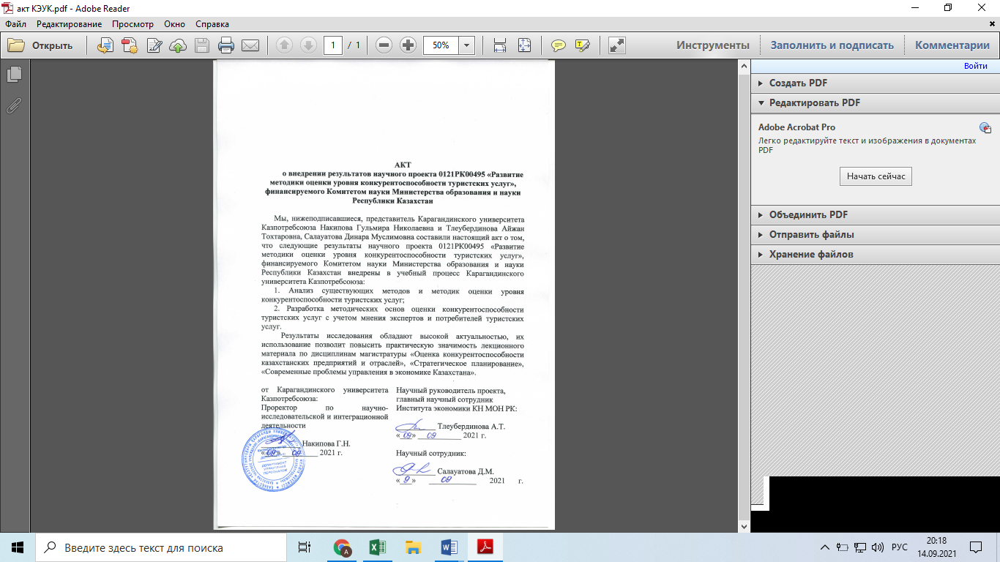 акт КЭУК.pdf - Adobe Reader
Файл Редактирование Просмотр Окно Справка
Открыть 1 / 1 50% Инструменты Заполнить и подписать Комментарии
Войти
Создать PDF
Редактировать PDF
Adobe Acrobat Pro
Легко редактируйте текст и изображения в документах
PDF
Начать сейчас
Объединить PDF
Отправить файлы
Хранение файлов
АКТ
о внедрении результатов научного проекта 0121РК00495 «Развитие
методики оценки уровня конкурентоспособности туристских услуг»,
финансируемого Комитетом науки Министерства образования и науки
Республики Казахстан
Мы, нижеподписавшиеся, представитель Карагандинского университета
Казпотребсоюза Накипова Гульмира Николаевна и Тлеубердинова Айжан
Тохтаровна, Салауатова Динара Муслимовна составили настоящий акт о том,
что следующие результаты научного проекта 0121РК00495 «Развитие
методики оценки уровня конкурентоспособности туристских услуг»,
финансируемого Комитетом науки Министерства образования и науки
Республики Казахстан внедрены в учебный процесс Карагандинского
университета Казпотребсоюза:
1. Анализ существующих методов и методик оценки уровня
конкурентоспособности туристских услуг;
2. Разработка методических основ оценки конкурентоспособности
туристских услуг с учетом мнения экспертов и потребителей туристских
услуг.
Результаты исследования обладают высокой актуальностью, их
использование позволит повысить практическую значимость лекционного
материала по дисциплинам магистратуры «Оценка конкурентоспособности
казахстанских предприятий и отраслей», «Стратегическое планирование»,
«Современные проблемы управления в экономике Казахстана».
от Карагандинского университета
Казпотребсоюза:
Проректор по научно-
исследовательской и интеграционной
деятельности
Накипова Г.Н.
«09» 09 2021 г.
ДЕПАРТАМЕНТ
УПРАВЛЕНИЯ
ПЕРСОНАЛОМ
Научный руководитель проекта,
главный научный сотрудник
Института экономики КН МОН РК:
Тлеубердинова А.Т.
«09» 09 2021 г.
Научный сотрудник:
Салауатова Д.М.
«9» 09 2021 г.
Введите здесь текст для поиска
РУС
20:18
14.09.2021